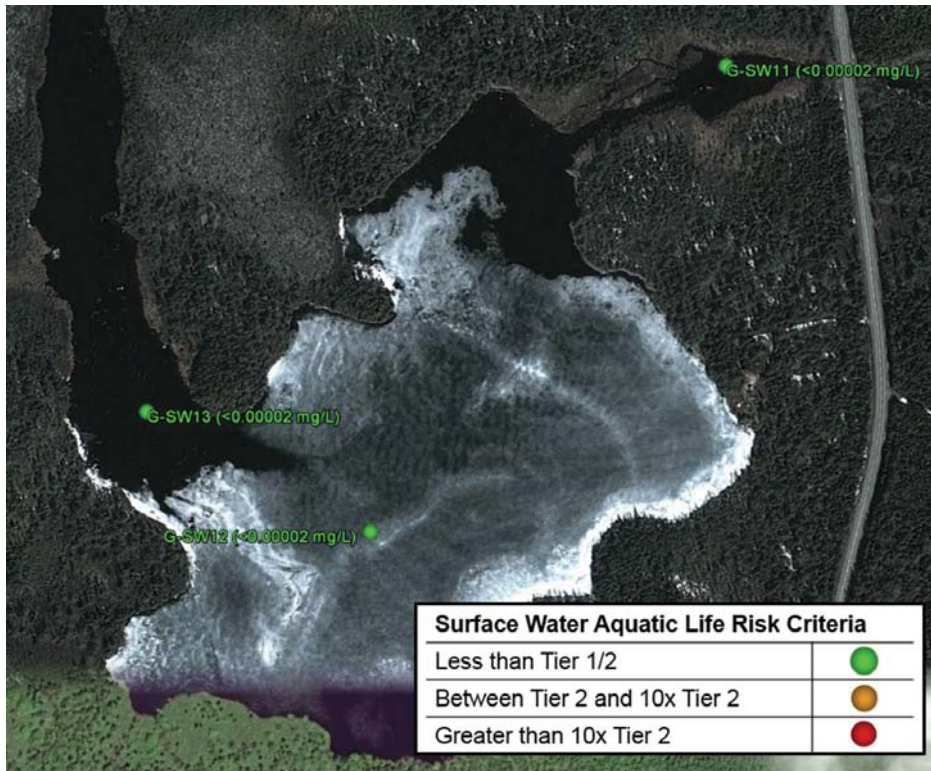 G-SW11 (<0.00002 mg/L)
G-SW13 (<0.00002 mg/L)
G-SW12 (<0.00002 mg/L)
Surface Water Aquatic Life Risk Criteria
Less than Tier 1/2
Between Tier 2 and 10x Tier 2
Greater than 10x Tier 2